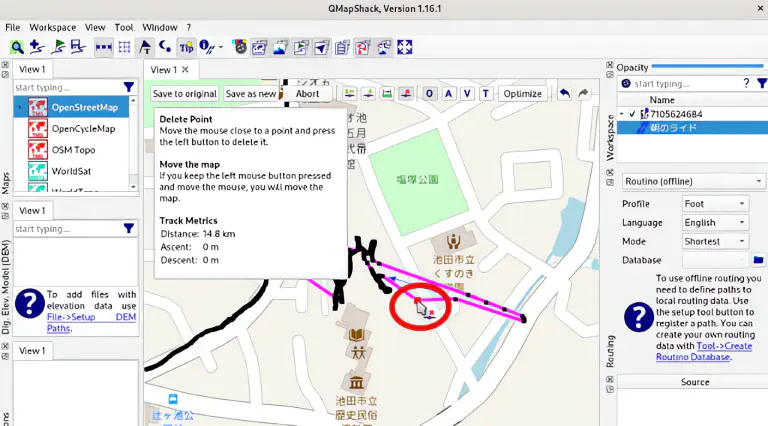 QMapShack, Version 1.16.1
File View Tool Window ?
View 1
start typing...
OpenStreetMap
OpenCycleMap
OSM Topo
WorldSat
Maps
View 1
start typing...
To add files with
elevation data use
File->Setup DEM
Paths.
Dig. Elev. Model (DEM)
View 1
View 1
Save to original
Save as new
Abort
O
A
V
T
Optimize
Delete Point
Move the mouse close to a point and press
the left button to delete it.
Move the map
If you keep the left mouse button pressed
and move the mouse, you will move the
map.
Track Metrics
Distance: 14.8 km
Ascent: 0 m
Descent: 0 m
塩塚公園
池田市立
くすのき
池田市立
歴史民俗
辻ヶ池公
Opacity
start typing...
Name
7105624684
朝のライド
Workspace
Routino (offline)
Profile Foot
Language English
Mode Shortest
Database
To use offline routing you
need to define paths to
local routing data. Use
the setup tool button to
register a path. You can
create your own routing
data with Tool->Create
Routino Database.
Routing
Source